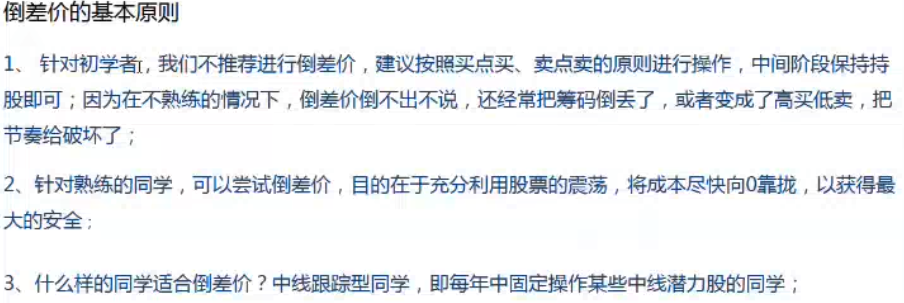 倒差价的基本原则
1、 针对初学者，我们不推荐进行倒差价，建议按照买点买、卖点卖的原则进行操作，中间阶段保持持
股即可；因为在不熟练的情况下，倒差价倒不出不说，还经常把筹码倒丢了，或者变成了高买低卖，把
节奏给破坏了；
2、针对熟练的同学，可以尝试倒差价，目的在于充分利用股票的震荡，将成本尽快向0靠拢，以获得最
大的安全；
3、什么样的同学适合倒差价？中线跟踪型同学，即每年中固定操作某些中线潜力股的同学；